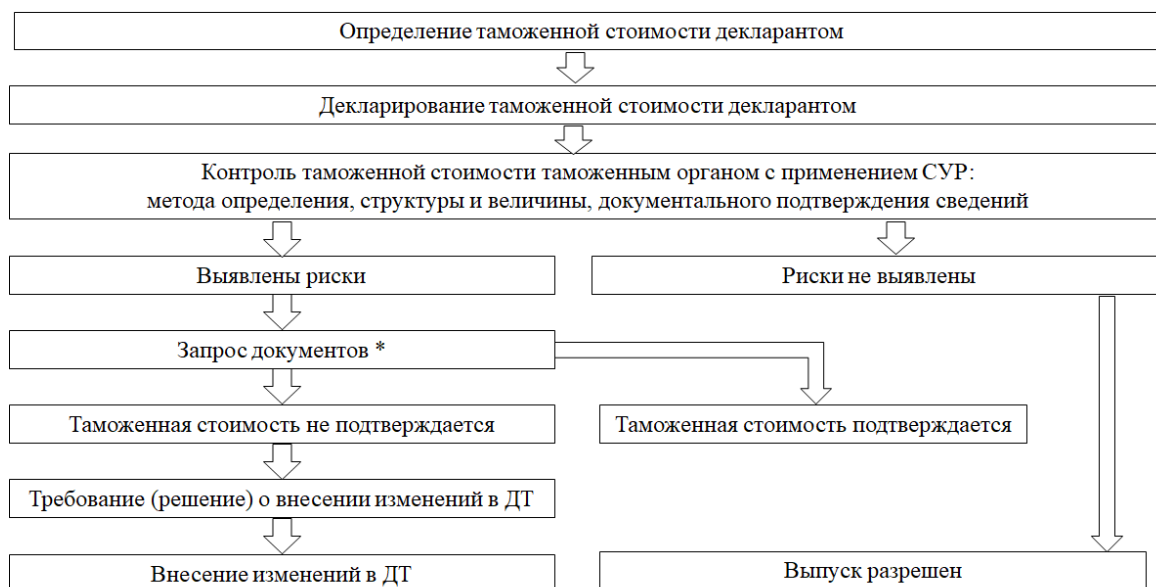 Определение таможенной стоимости декларантом
Декларирование таможенной стоимости декларантом
Контроль таможенной стоимости таможенным органом с применением СУР:
метода определения, структуры и величины, документального подтверждения сведений
Выявлены риски
Риски не выявлены
Запрос документов *
Таможенная стоимость не подтверждается
Таможенная стоимость подтверждается
Требование (решение) о внесении изменений в ДТ
Внесение изменений в ДТ
Выпуск разрешен